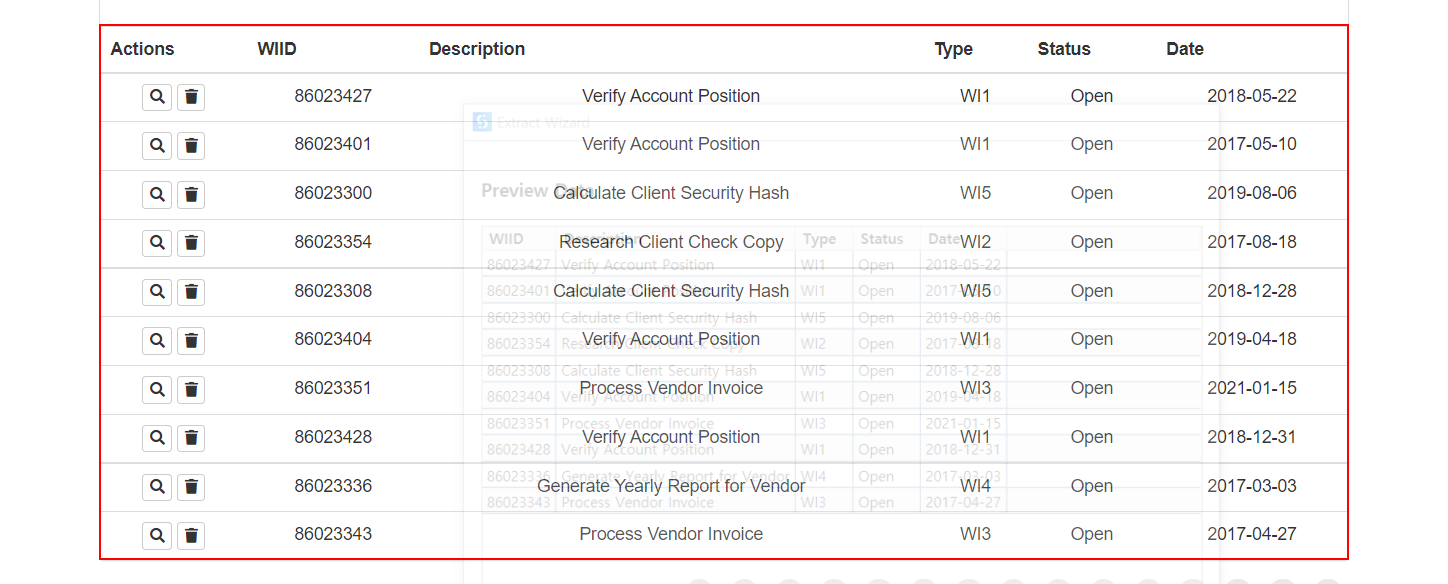 Actions WIID Description Type Status Date
86023427 Verify Account Position WI1 Open 2018-05-22
Extract Wizard
86023401 Verify Account Position WI1 Open 2017-05-10
Preview Data
86023300 Calculate Client Security Hash WI5 Open 2019-08-06
WIID Description Type Status Date
86023354 Research Client Check Copy WI2 Open 2017-08-18
86023427 Verify Account Position WI1 Open 2018-05-22
86023308 Calculate Client Security Hash WI5 Open 2018-12-28
86023401 WI1 Open
86023300 Calculate Client Security Hash WI5 Open 2019-08-06
86023404 Verify Account Position WI1 Open 2019-04-18
86023354 Research Client Check Copy WI2 Open 2017-08-18
86023308 Calculate Client Security Hash WI5 Open 2018-12-28
86023351 Process Vendor Invoice WI3 Open 2021-01-15
86023404 Verify Account Position WI1 Open 2019-04-18
86023351 Process Vendor Invoice WI3 Open 2021-01-15
86023428 Verify Account Position WI1 Open 2018-12-31
86023428 Verify Account Position WI1 Open 2018-12-31
86023336 Generate Yearly Report for Vendor WI4 Open 2017-03-03
86023336 Generate Yearly Report for Vendor WI4 Open 2017-03-03
86023343 Process Vendor Invoice WI3 Open 2017-04-27
86023343 Process Vendor Invoice WI3 Open 2017-04-27